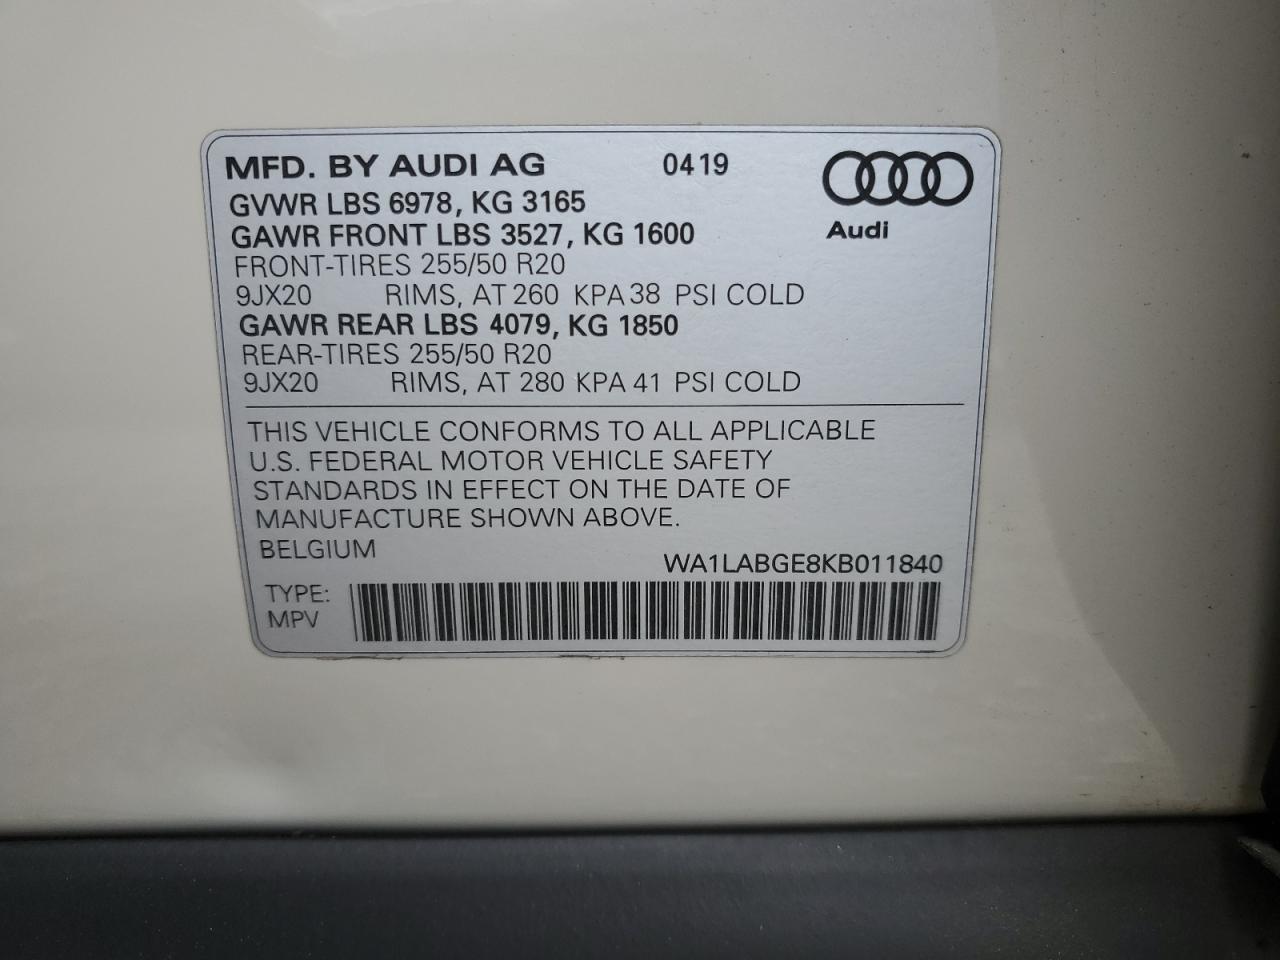 MFD. BY AUDI AG 0419
Audi
GVWR LBS 6978, KG 3165
GAWR FRONT LBS 3527, KG 1600
FRONT-TIRES 255/50 R20
9JX20 RIMS, AT 260 KPA 38 PSI COLD
GAWR REAR LBS 4079, KG 1850
REAR-TIRES 255/50 R20
9JX20 RIMS, AT 280 KPA 41 PSI COLD
THIS VEHICLE CONFORMS TO ALL APPLICABLE
U.S. FEDERAL MOTOR VEHICLE SAFETY
STANDARDS IN EFFECT ON THE DATE OF
MANUFACTURE SHOWN ABOVE.
BELGIUM
WA1LABGE8KB011840
TYPE:
MPV